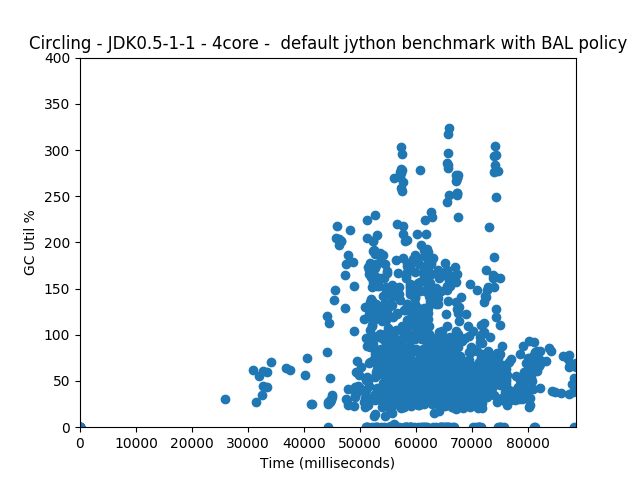 Circling - JDK0.5-1-1 - 4core -  default jython benchmark with BAL policy
400
350
300
250
200
150
100
50
0
GC Util %
0 10000 20000 30000 40000 50000 60000 70000 80000
Time (milliseconds)